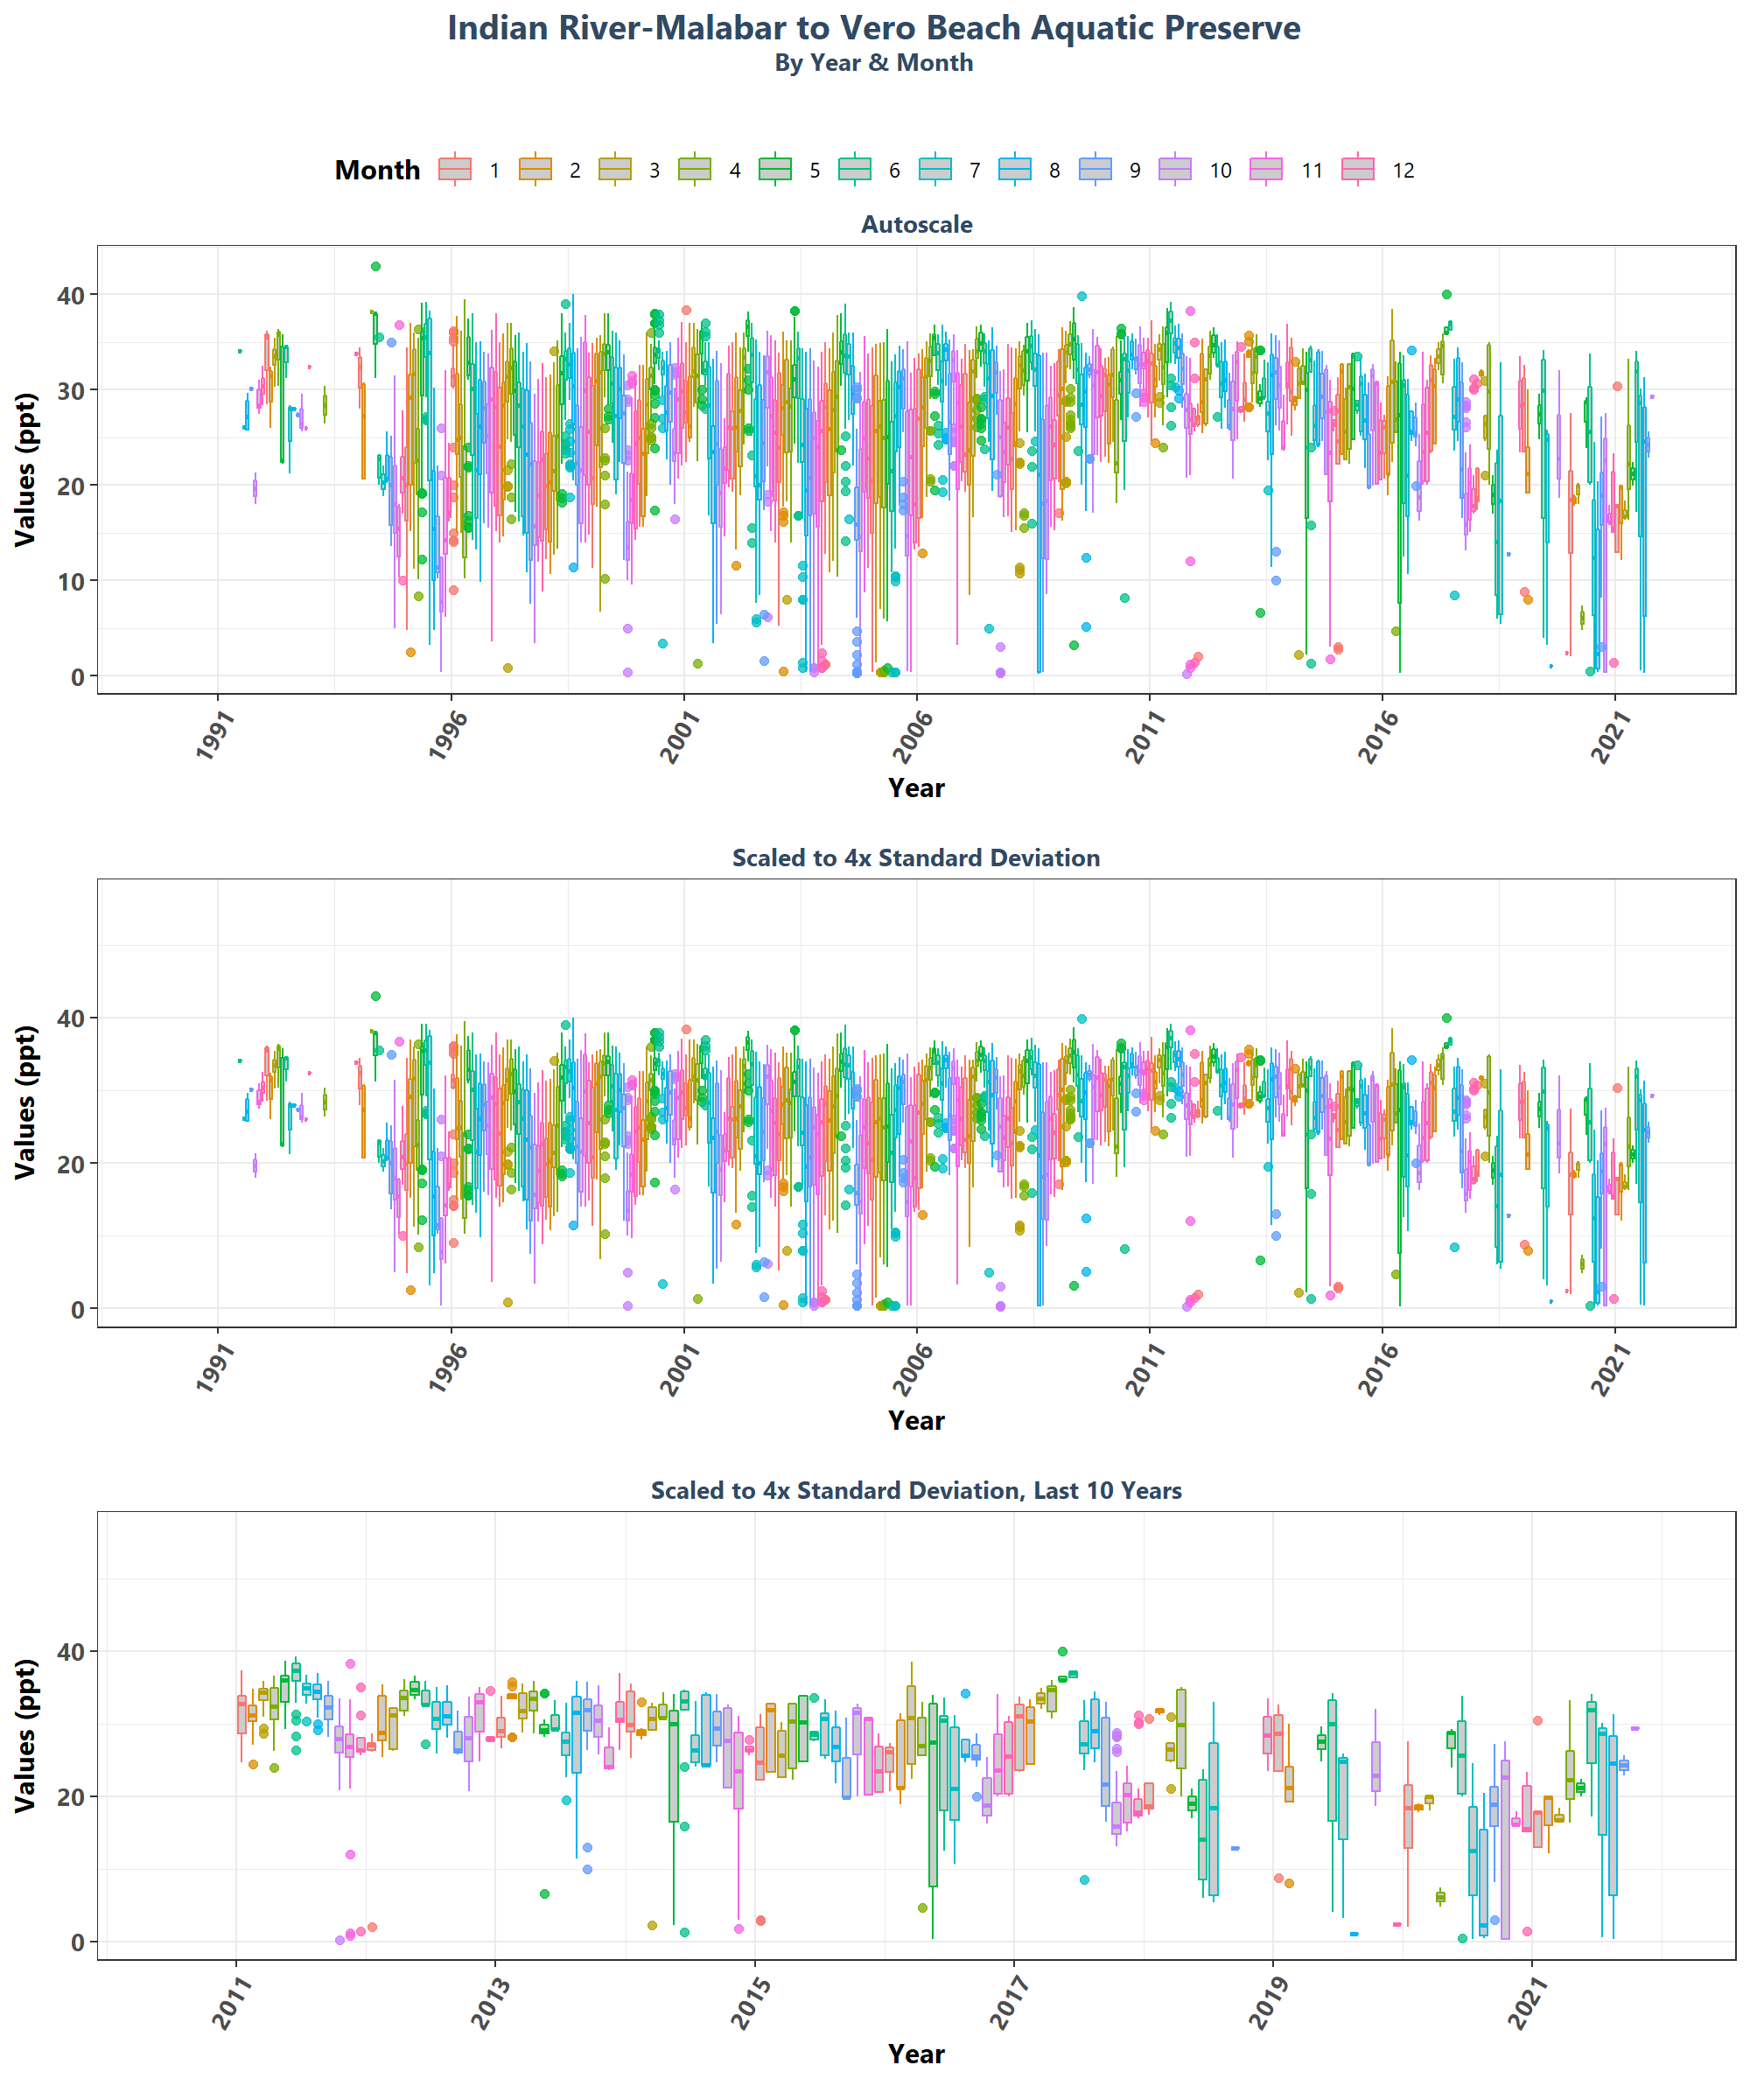 Indian River-Malabar to Vero Beach Aquatic Preserve
By Year & Month
Month 1 2 3 4 5 6 7 8 9 10 11 12
Autoscale
Values (ppt)
40
30
20
10
0
1991 1996 2001 2006 2011 2016 2021
Year
Scaled to 4x Standard Deviation
Values (ppt)
40
20
0
1991 1996 2001 2006 2011 2016 2021
Year
Scaled to 4x Standard Deviation, Last 10 Years
Values (ppt)
40
20
0
2011 2013 2015 2017 2019 2021
Year